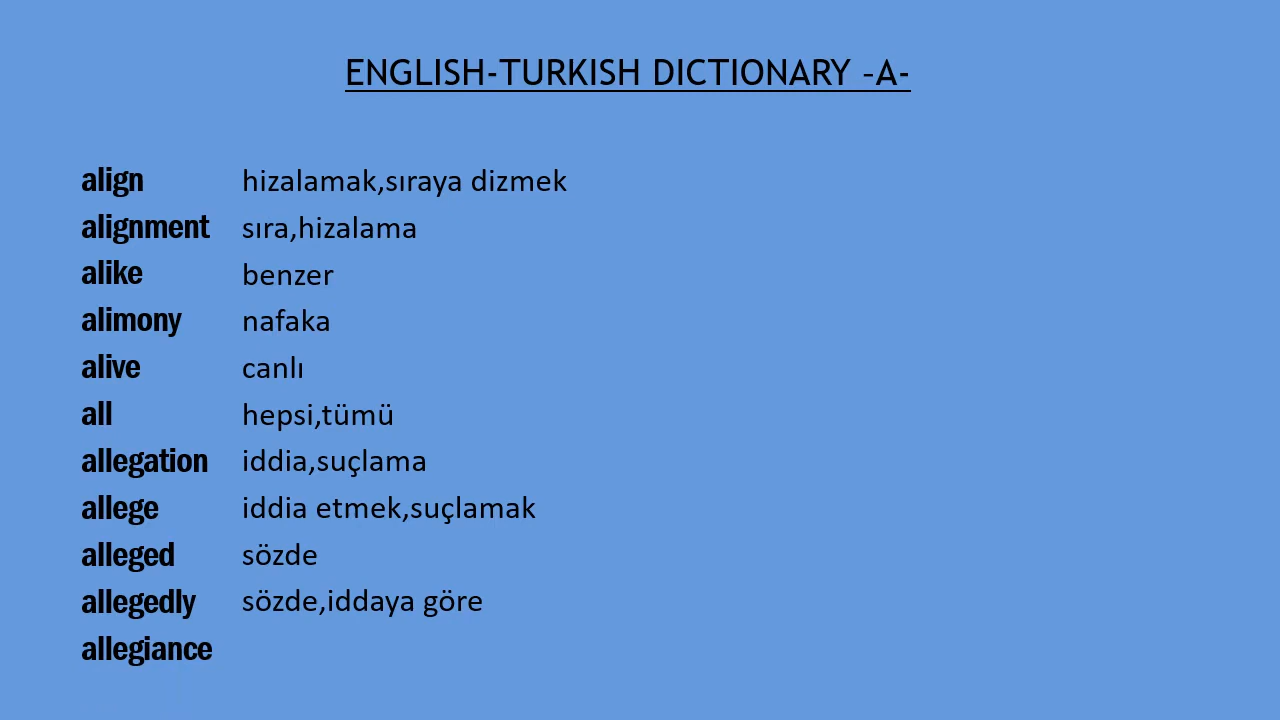 ENGLISH-TURKISH DICTIONARY –A-
align hizalamak,sıraya dizmek
alignment sıra,hizalama
alike benzer
alimony nafaka
alive canlı
all hepsi,tümü
allegation iddia,suçlama
allege iddia etmek,suçlamak
alleged sözde
allegedly sözde,iddaya göre
allegiance